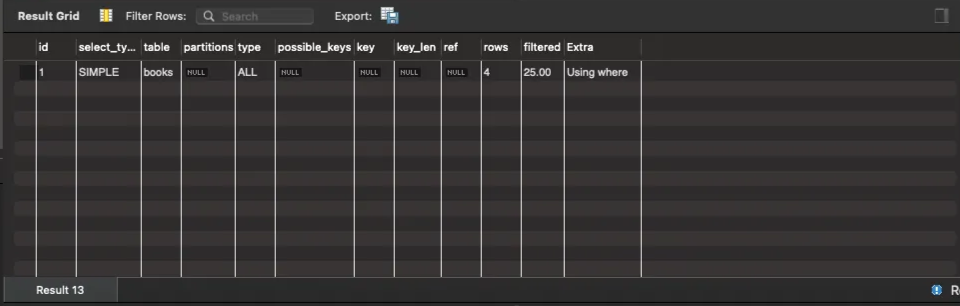 Result Grid Filter Rows: Search Export:
id select_ty... table partitions type possible_keys key key_len ref rows filtered Extra
1 SIMPLE books NULL ALL NULL NULL NULL NULL 4 25.00 Using where
Result 13